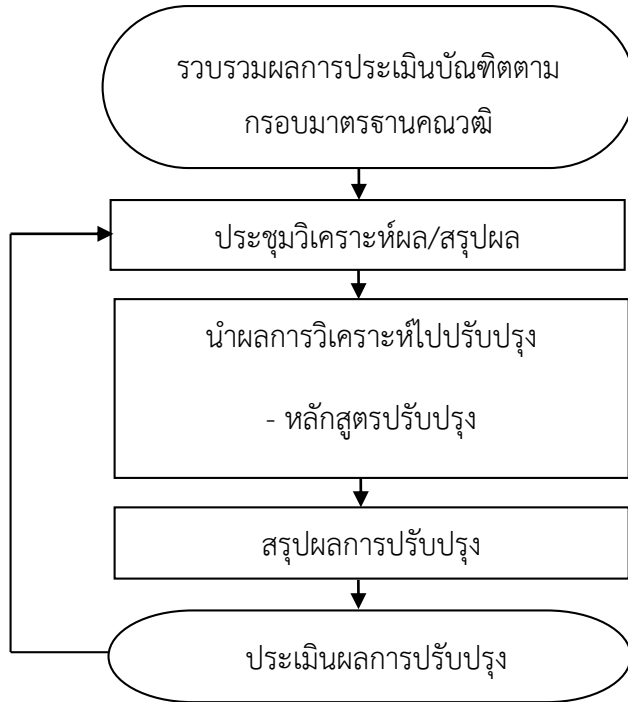 รวบรวมผลการประเมินบัณฑิตตาม
กรอบมาตรฐานคณวฒิ
ประชุมวิเคราะห์ผล/สรุปผล
นำผลการวิเคราะห์ไปปรับปรุง
- หลักสูตรปรับปรุง
สรุปผลการปรับปรุง
ประเมินผลการปรับปรุง